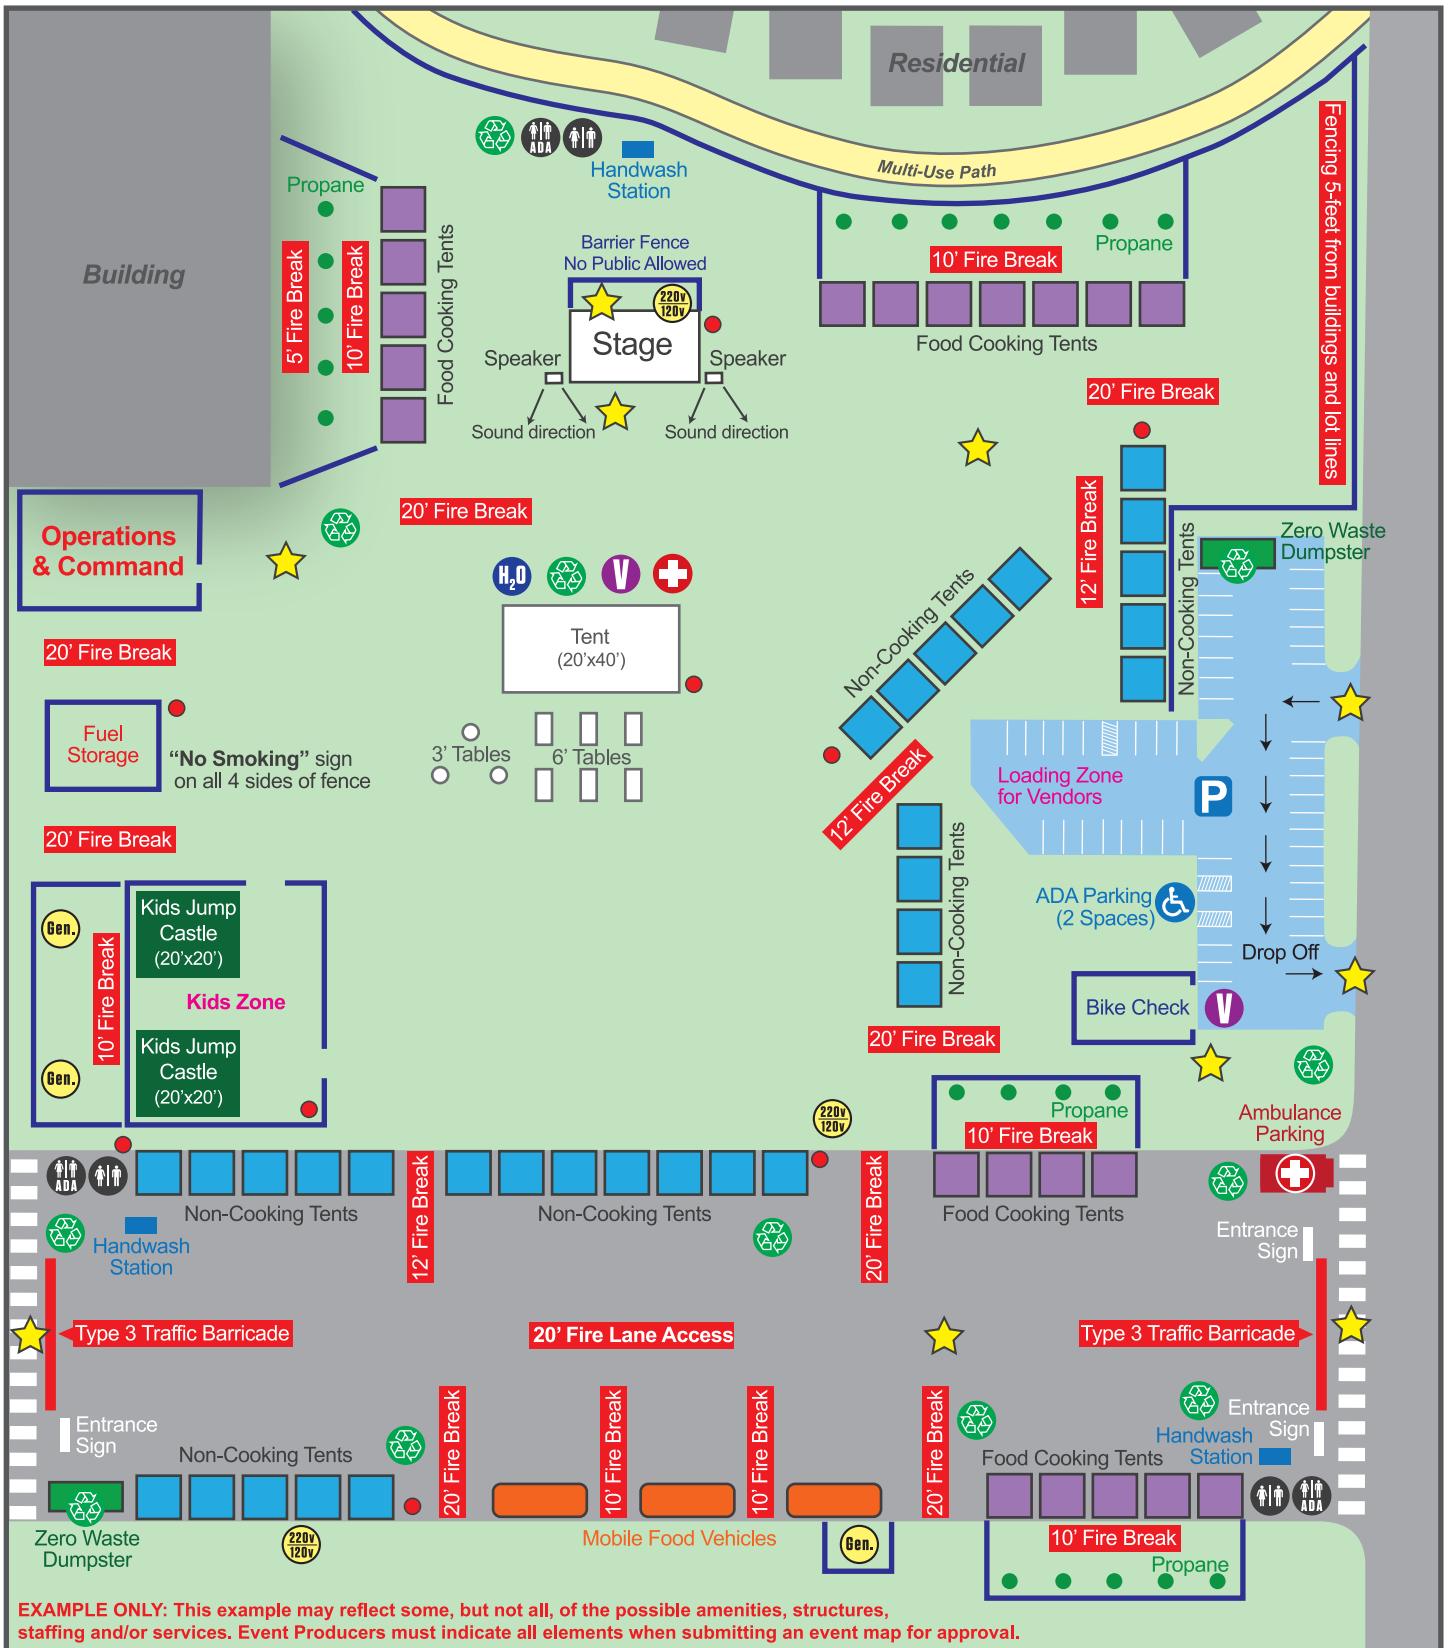 Residential
Multi-Use Path
Building
ADA
Handwash
Station
Propane
5' Fire Break
10' Fire Break
Food Cooking Tents
Barrier Fence
No Public Allowed
220v
120v
Stage
Speaker
Speaker
Sound direction
Sound direction
Propane
10' Fire Break
Food Cooking Tents
Fencing 5-feet from buildings and lot lines
20' Fire Break
12' Fire Break
Non-Cooking Tents
Zero Waste
Dumpster
Operations
& Command
20' Fire Break
H2O
V
Tent
(20'x40')
3' Tables
6' Tables
20' Fire Break
Fuel
Storage
"No Smoking" sign
on all 4 sides of fence
20' Fire Break
Non-Cooking Tents
12' Fire Break
Non-Cooking Tents
Loading Zone
for Vendors
P
ADA Parking
(2 Spaces)
Drop Off
Bike Check
V
20' Fire Break
Gen.
Gen.
10' Fire Break
Kids Jump
Castle
(20'x20')
Kids Zone
Kids Jump
Castle
(20'x20')
220v
120v
Propane
10' Fire Break
Food Cooking Tents
Ambulance
Parking
ADA
Non-Cooking Tents
12' Fire Break
Non-Cooking Tents
20' Fire Break
Handwash
Station
Entrance
Sign
Type 3 Traffic Barricade
20' Fire Lane Access
Type 3 Traffic Barricade
Entrance
Sign
Non-Cooking Tents
20' Fire Break
10' Fire Break
10' Fire Break
20' Fire Break
Food Cooking Tents
Entrance
Sign
Handwash
Station
ADA
Zero Waste
Dumpster
220v
120v
Mobile Food Vehicles
Gen.
10' Fire Break
Propane
EXAMPLE ONLY: This example may reflect some, but not all, of the possible amenities, structures,
staffing and/or services. Event Producers must indicate all elements when submitting an event map for approval.